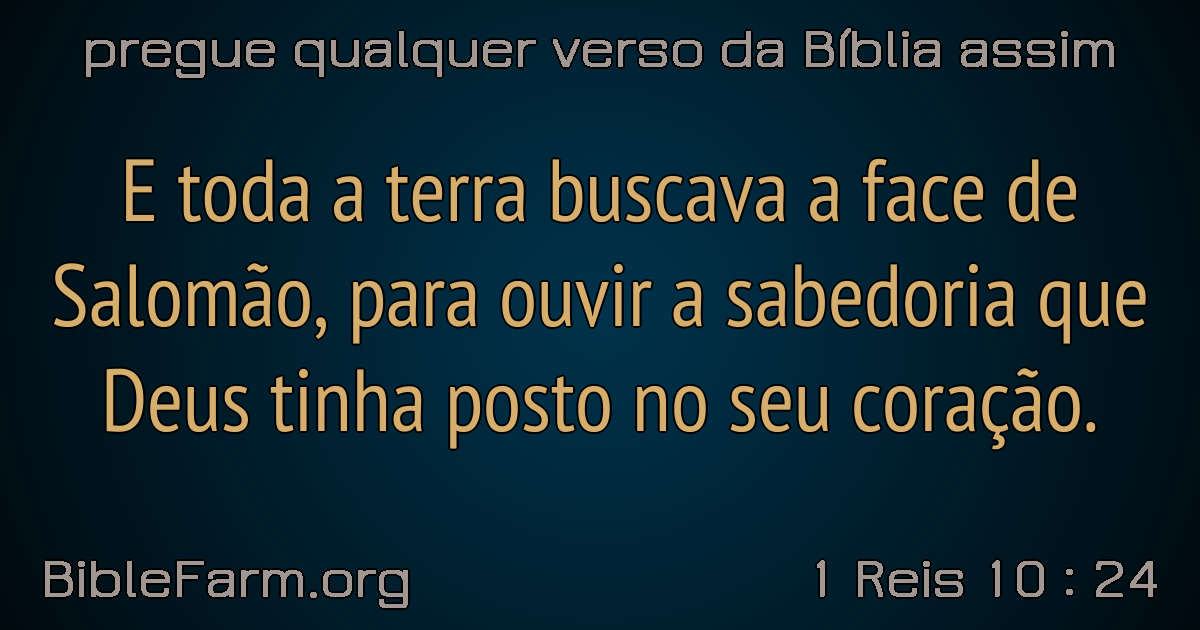 pregue qualquer verso da Bíblia assim
E toda a terra buscava a face de
Salomão, para ouvir a sabedoria que
Deus tinha posto no seu coração.
BibleFarm.org
1 Reis 10 : 24